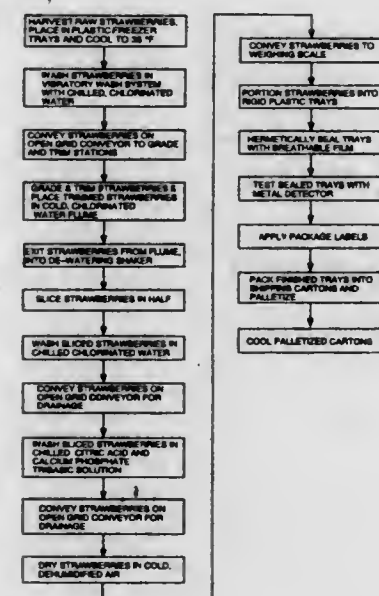 HARVEST RAW STRAWBERRIES,
PLACE IN PLASTIC FREEZER
TRAYS AND COOL TO 35 °F
WASH STRAWBERRIES IN
VIBRATORY WASH SYSTEM
WITH CHILLED, CHLORINATED
WATER
CONVEY STRAWBERRIES ON
OPEN GRID CONVEYOR TO GRADE
AND TRIM STATIONS
GRADE & TRIM STRAWBERRIES &
PLACE TRIMMED STRAWBERRIES
IN COLD, CHLORINATED
WATER FLUME
EXIT STRAWBERRIES FROM FLUME,
INTO DE-WATERING SHAKER
SLICE STRAWBERRIES IN HALF
WASH SLICED STRAWBERRIES IN
CHILLED CHLORINATED WATER
CONVEY STRAWBERRIES ON
OPEN GRID CONVEYOR FOR
DRAINAGE
WASH SLICED STRAWBERRIES IN
CHILLED CITRIC ACID AND
CALCIUM PHOSPHATE
TRIBASIC SOLUTION
CONVEY STRAWBERRIES ON
OPEN GRID CONVEYOR FOR
DRAINAGE
DRY STRAWBERRIES IN COLD,
DEHUMIDIFIED AIR
CONVEY STRAWBERRIES TO
WEIGHING SCALE
PORTION STRAWBERRIES INTO
RIGID PLASTIC TRAYS
HERMETICALLY SEAL TRAYS
WITH BREATHABLE FILM
TEST SEALED TRAYS WITH
METAL DETECTOR
APPLY PACKAGE LABELS
PACK FINISHED TRAYS INTO
SHIPPING CARTONS AND
PALLETIZE
COOL PALLETIZED CARTONS